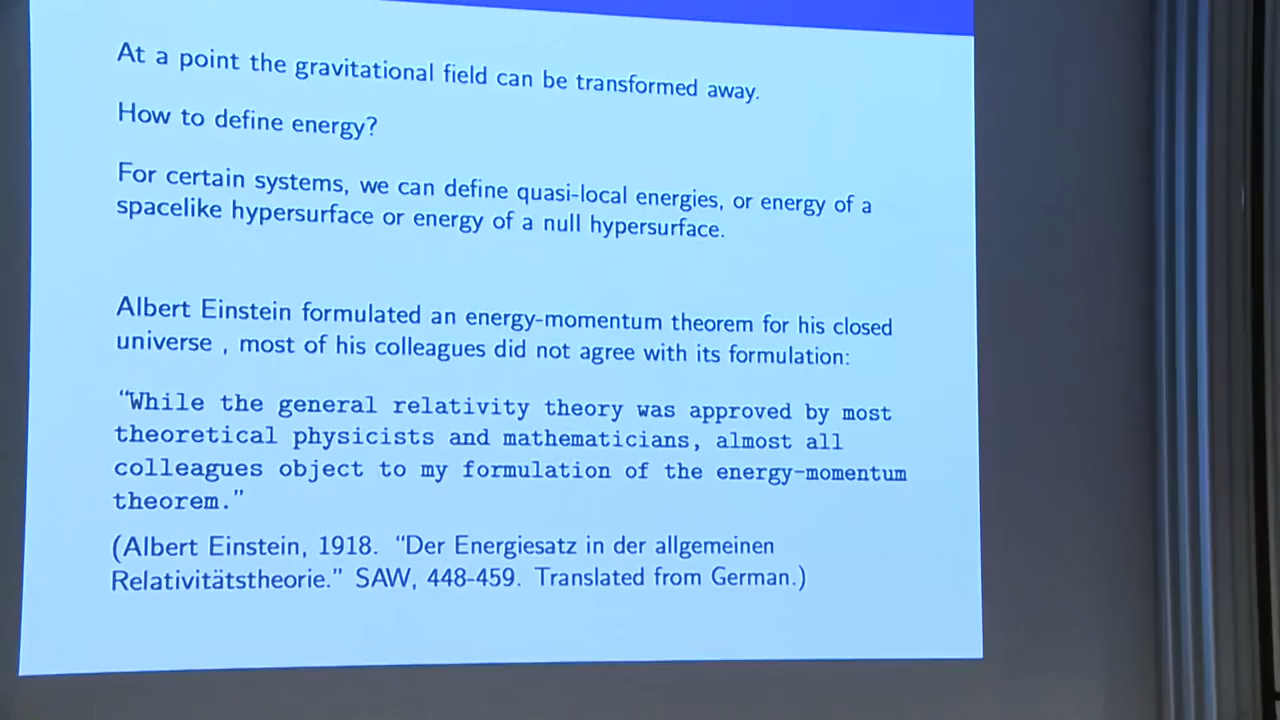 At a point the gravitational field can be transformed away.
How to define energy?
For certain systems, we can define quasi-local energies, or energy of a
spacelike hypersurface or energy of a null hypersurface.
Albert Einstein formulated an energy-momentum theorem for his closed
universe , most of his colleagues did not agree with its formulation:
“While the general relativity theory was approved by most
theoretical physicists and mathematicians, almost all
colleagues object to my formulation of the energy-momentum
theorem.”
(Albert Einstein, 1918. “Der Energiesatz in der allgemeinen
Relativitätstheorie.” SAW, 448-459. Translated from German.)